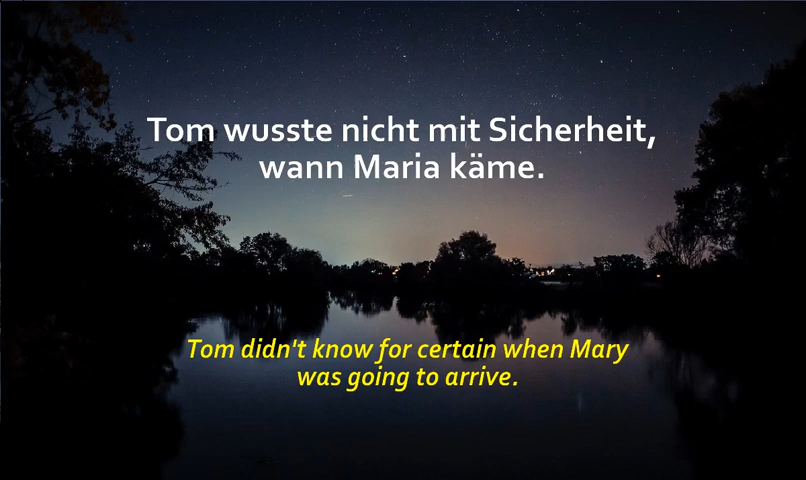 Tom wusste nicht mit Sicherheit,
wann Maria käme.
Tom didn't know for certain when Mary
was going to arrive.